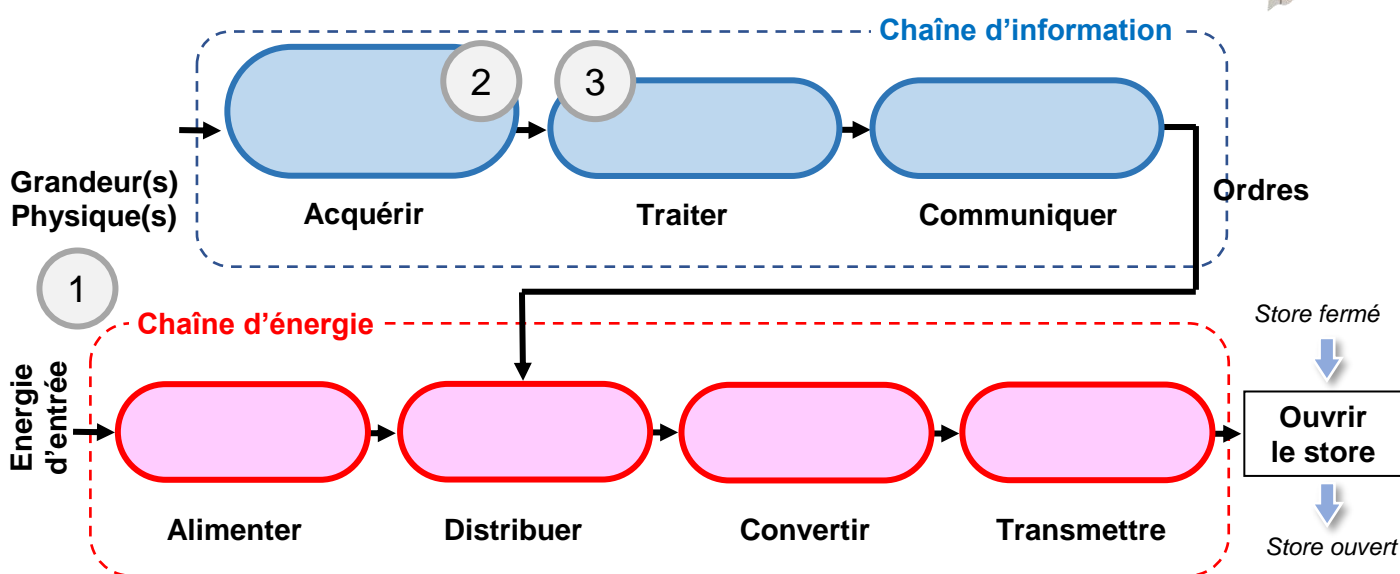 Chaîne d'information
2
3
Grandeur(s)
Physique(s)
Acquérir
Traiter
Communiquer
Ordres
1
Chaîne d'énergie
Store fermé
Energie
d'entrée
Ouvrir
le store
Alimenter
Distribuer
Convertir
Transmettre
Store ouvert